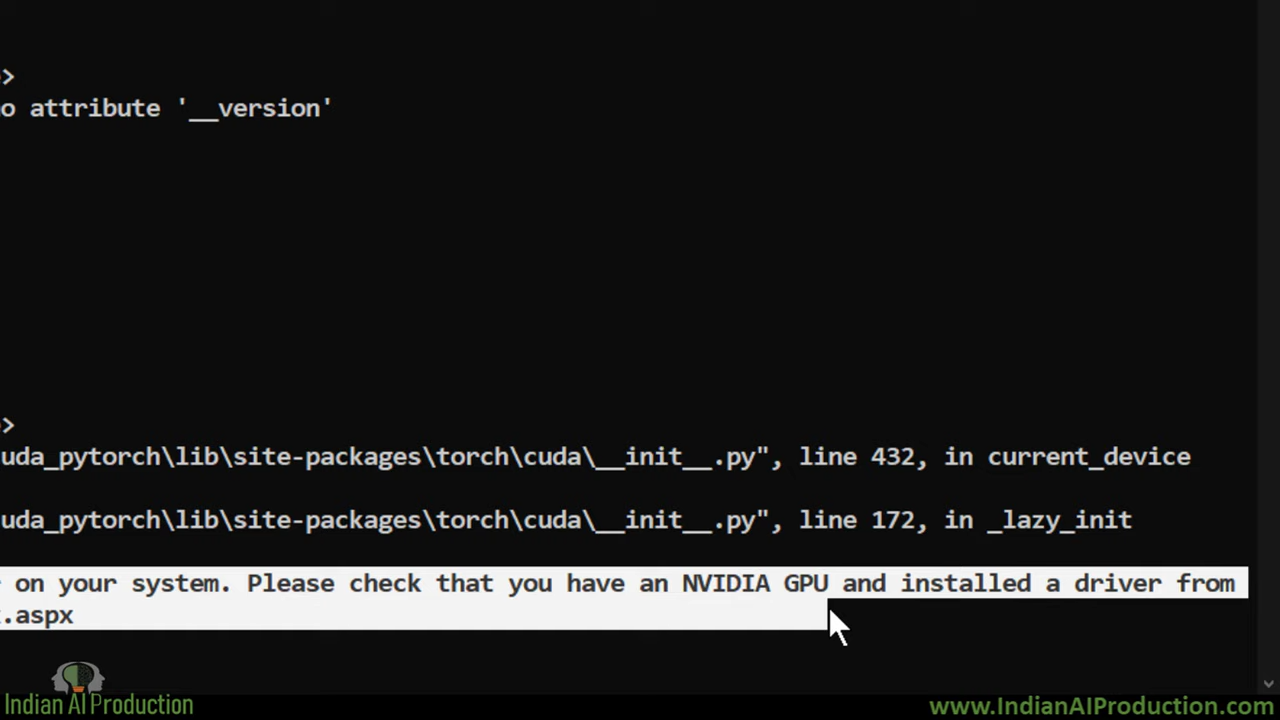 >
o attribute '__version'
>
uda_pytorch\lib\site-packages\torch\cuda\__init__.py", line 432, in current_device
uda_pytorch\lib\site-packages\torch\cuda\__init__.py", line 172, in _lazy_init
on your system. Please check that you have an NVIDIA GPU and installed a driver from
.aspx
Indian AI Production
www.IndianAIProduction.com